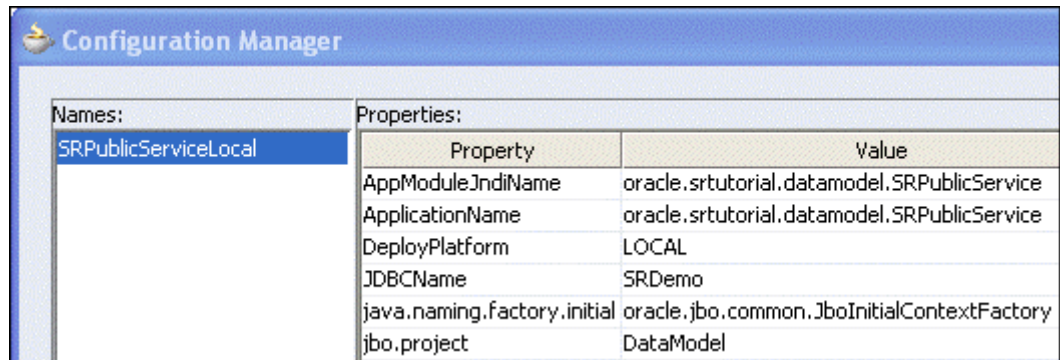 Configuration Manager
Names: Properties:
SRPublicServiceLocal Property Value
AppModuleJndiName oracle.srtutorial.datamodel.SRPublicService
ApplicationName oracle.srtutorial.datamodel.SRPublicService
DeployPlatform LOCAL
JDBCName SRDemo
java.naming.factory.initial oracle.jbo.common.JboInitialContextFactory
jbo.project DataModel